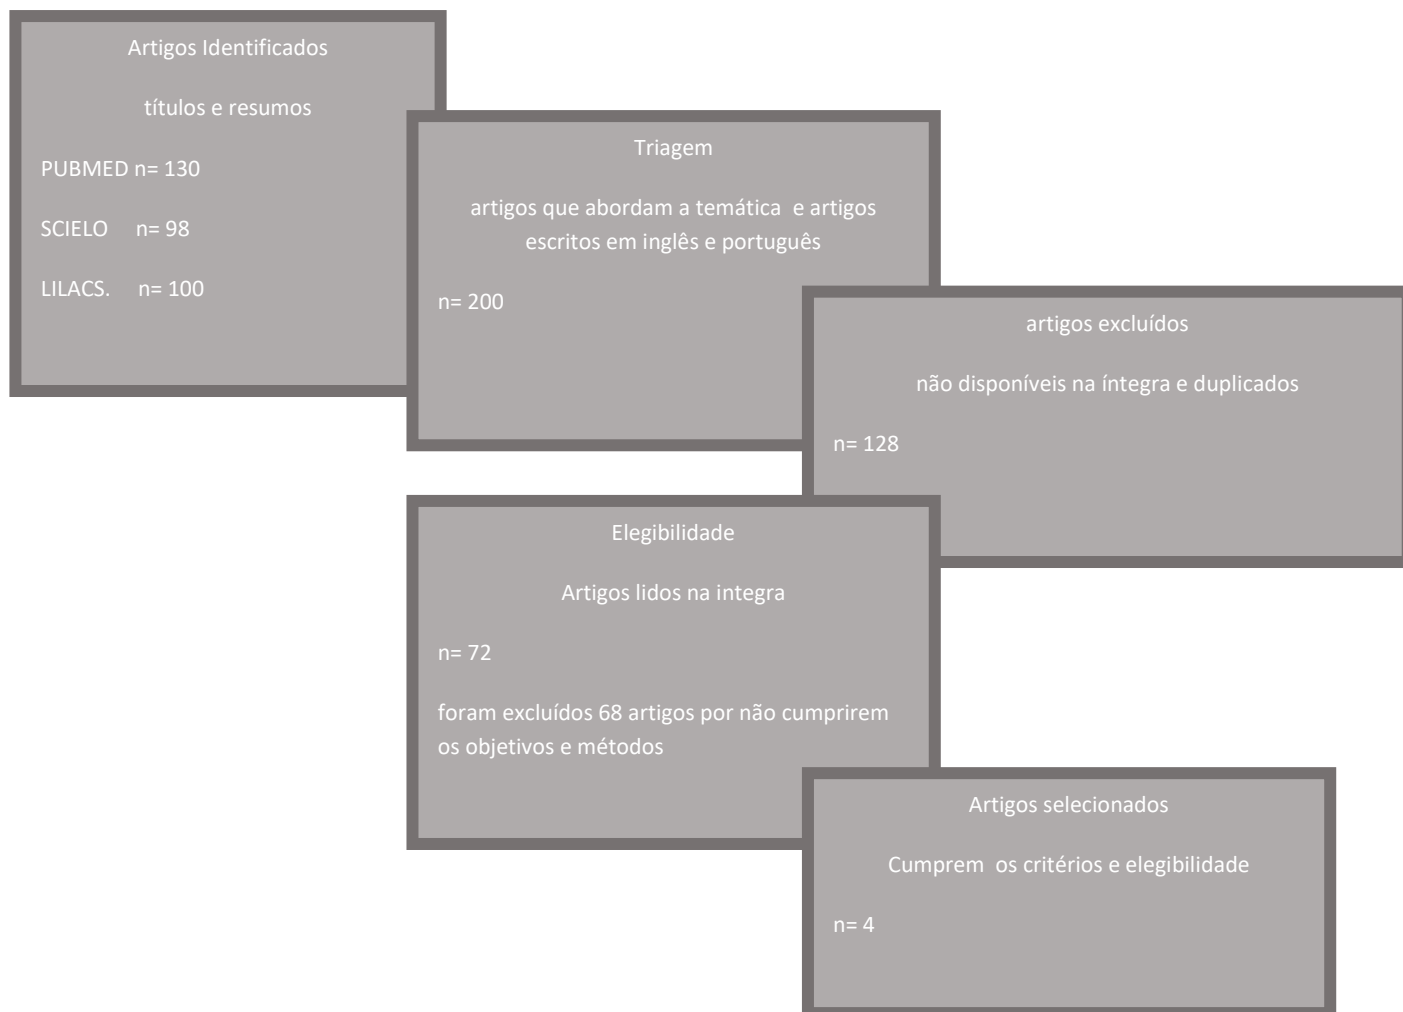 Artigos Identificados
títulos e resumos
PUBMED n= 130
SCIELO n= 98
LILACS. n= 100
Triagem
artigos que abordam a temática e artigos
escritos em inglês e português
n= 200
artigos excluídos
não disponíveis na íntegra e duplicados
n= 128
Elegibilidade
Artigos lidos na integra
n= 72
foram excluídos 68 artigos por não cumprirem
os objetivos e métodos
Artigos selecionados
Cumprem os critérios e elegibilidade
n= 4